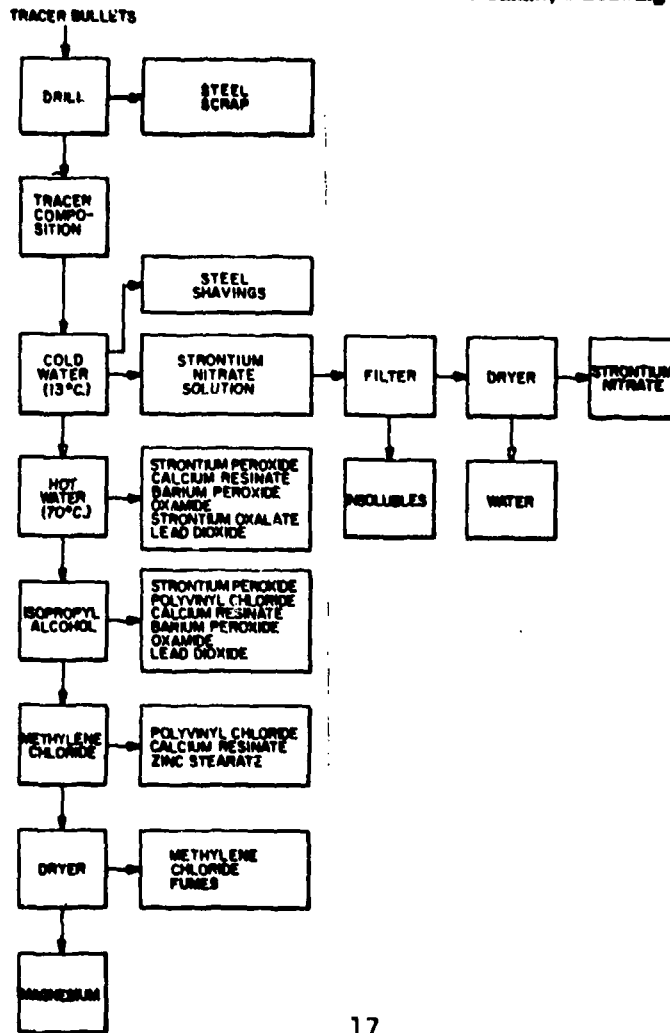 TRACER BULLETS
DRILL
STEEL
SCRAP
TRACER
COMPO-
SITION
STEEL
SHAVINGS
COLD
WATER
(13°C.)
STRONTIUM
NITRATE
SOLUTION
FILTER
DRYER
STRONTIUM
NITRATE
HOT
WATER
(70°C.)
STRONTIUM PEROXIDE
CALCIUM RESINATE
BARIUM PEROXIDE
OXAMIDE
STRONTIUM OXALATE
LEAD DIOXIDE
INSOLUBLES
WATER
ISOPROPYL
ALCOHOL
STRONTIUM PEROXIDE
POLYVINYL CHLORIDE
CALCIUM RESINATE
BARIUM PEROXIDE
OXAMIDE
LEAD DIOXIDE
METHYLENE
CHLORIDE
POLYVINYL CHLORIDE
CALCIUM RESINATE
ZINC STEARATE
DRYER
METHYLENE
CHLORIDE
FUMES
MAGNESIUM
17